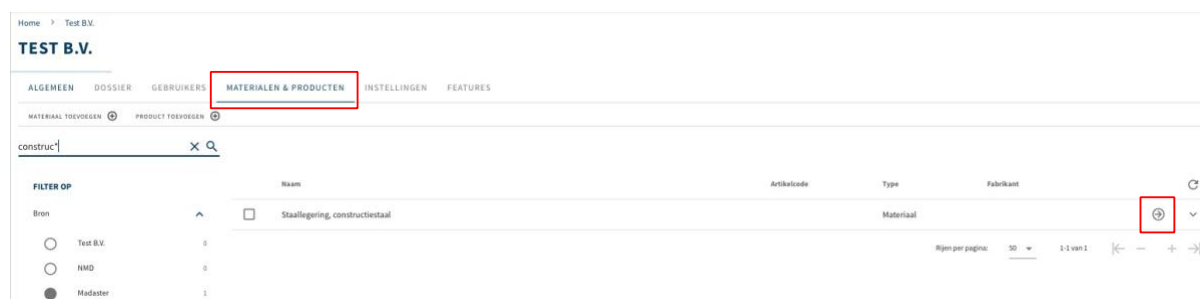 Home > Test B.V.
TEST B.V.
ALGEMEEN DOSSIER GEBRUIKERS MATERIALEN & PRODUCTEN INSTELLINGEN FEATURES
MATERIAAL TOEVOEGEN PRODUCT TOEVOEGEN
construc*
FILTER OP Naam Artikelcode Type Fabrikant
Bron Staallegering, constructiestaal Materiaal
Test B.V. 0 Rijen per pagina: 50 1-1 van 1
NMD 0
Madaster 1